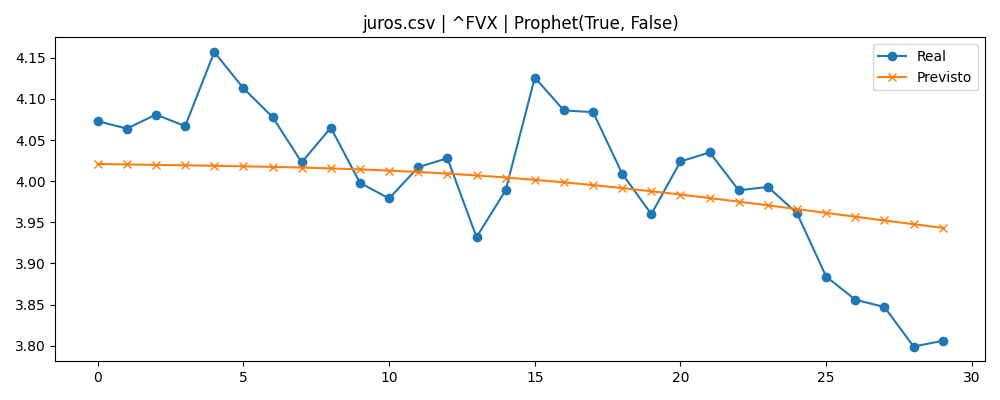 juros.csv | ^FVX | Prophet(True, False)
Real
Previsto
4.15
4.10
4.05
4.00
3.95
3.90
3.85
3.80
0 5 10 15 20 25 30